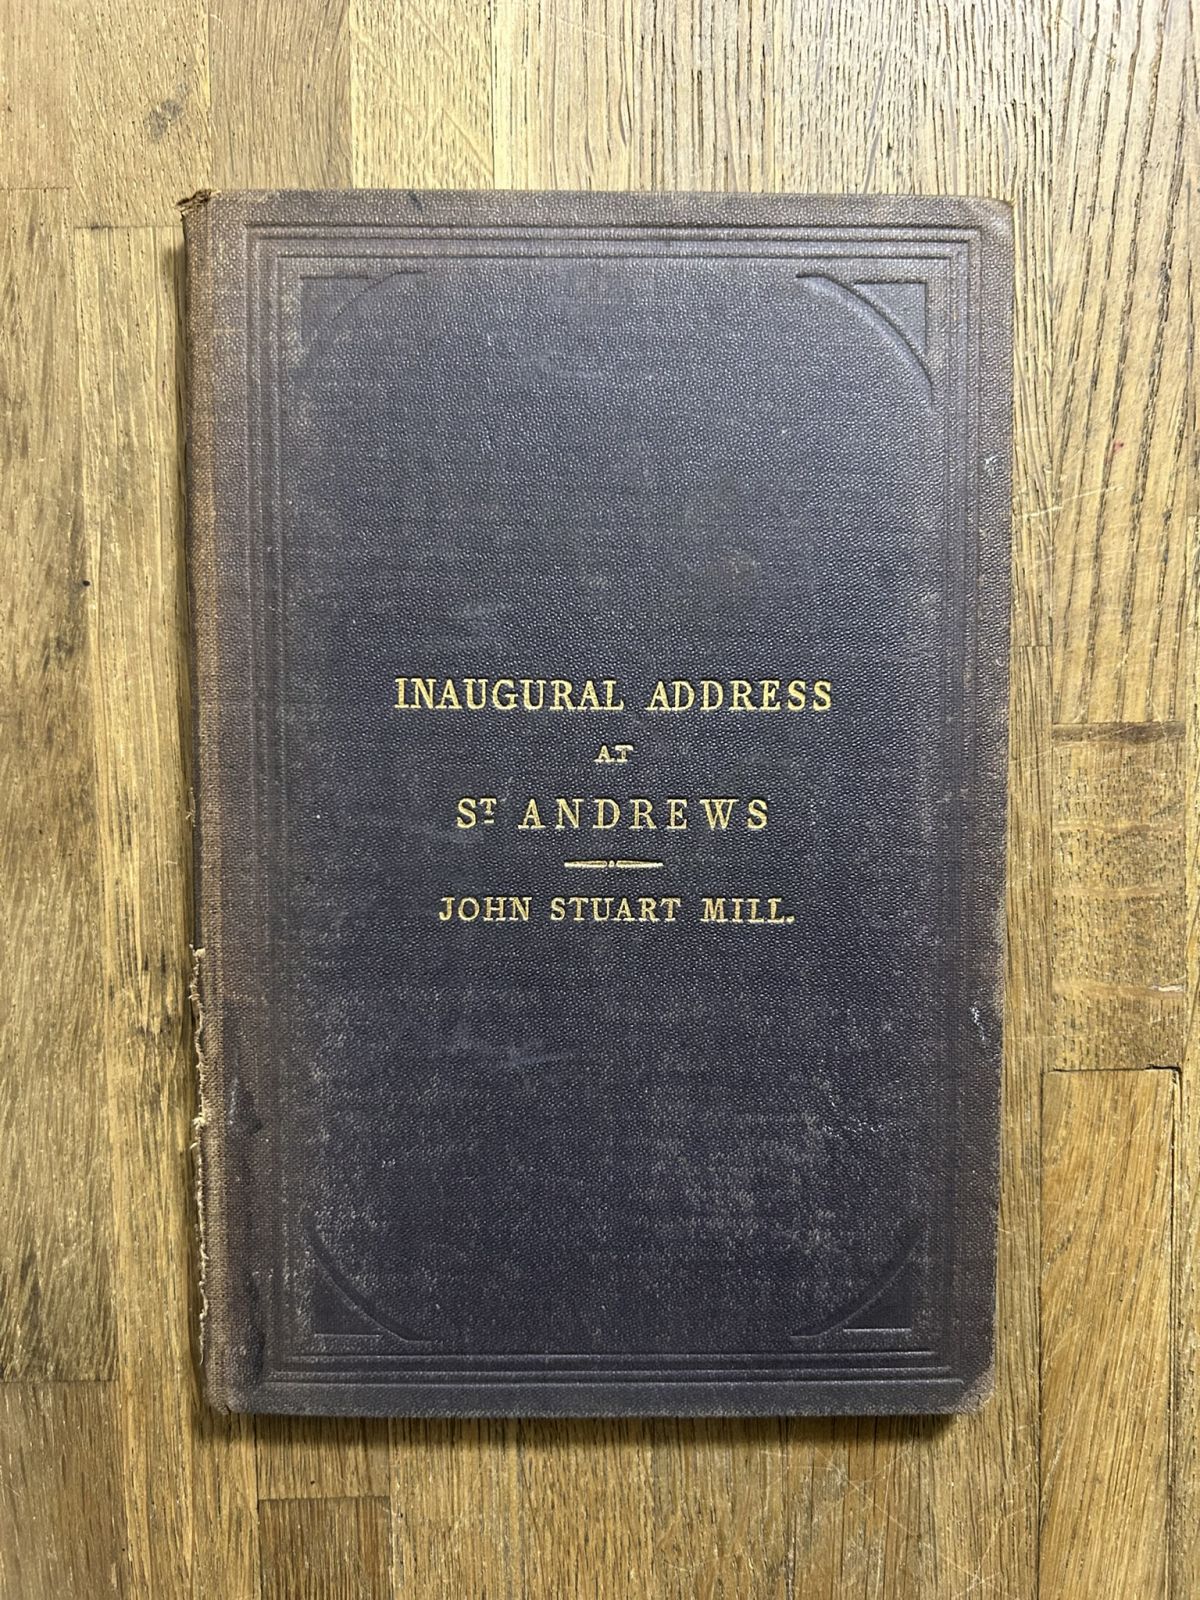 INAUGURAL ADDRESS
AT
ST ANDREWS
JOHN STUART MILL.